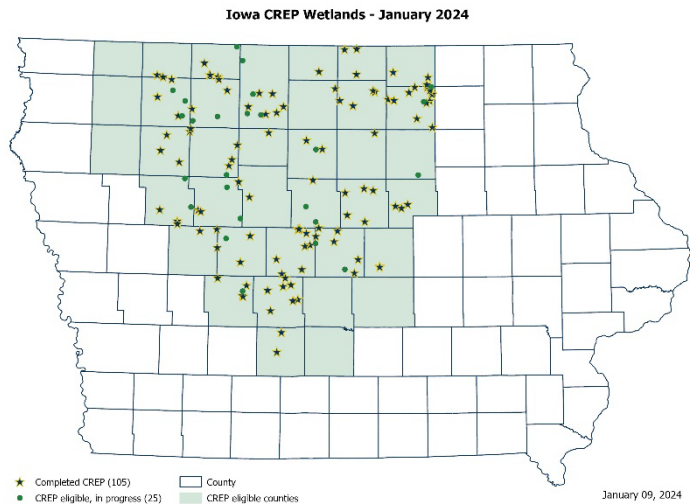 Iowa CREP Wetlands - January 2024
Completed CREP (105)
County
CREP eligible, in progress (25)
CREP eligible counties
January 09, 2024